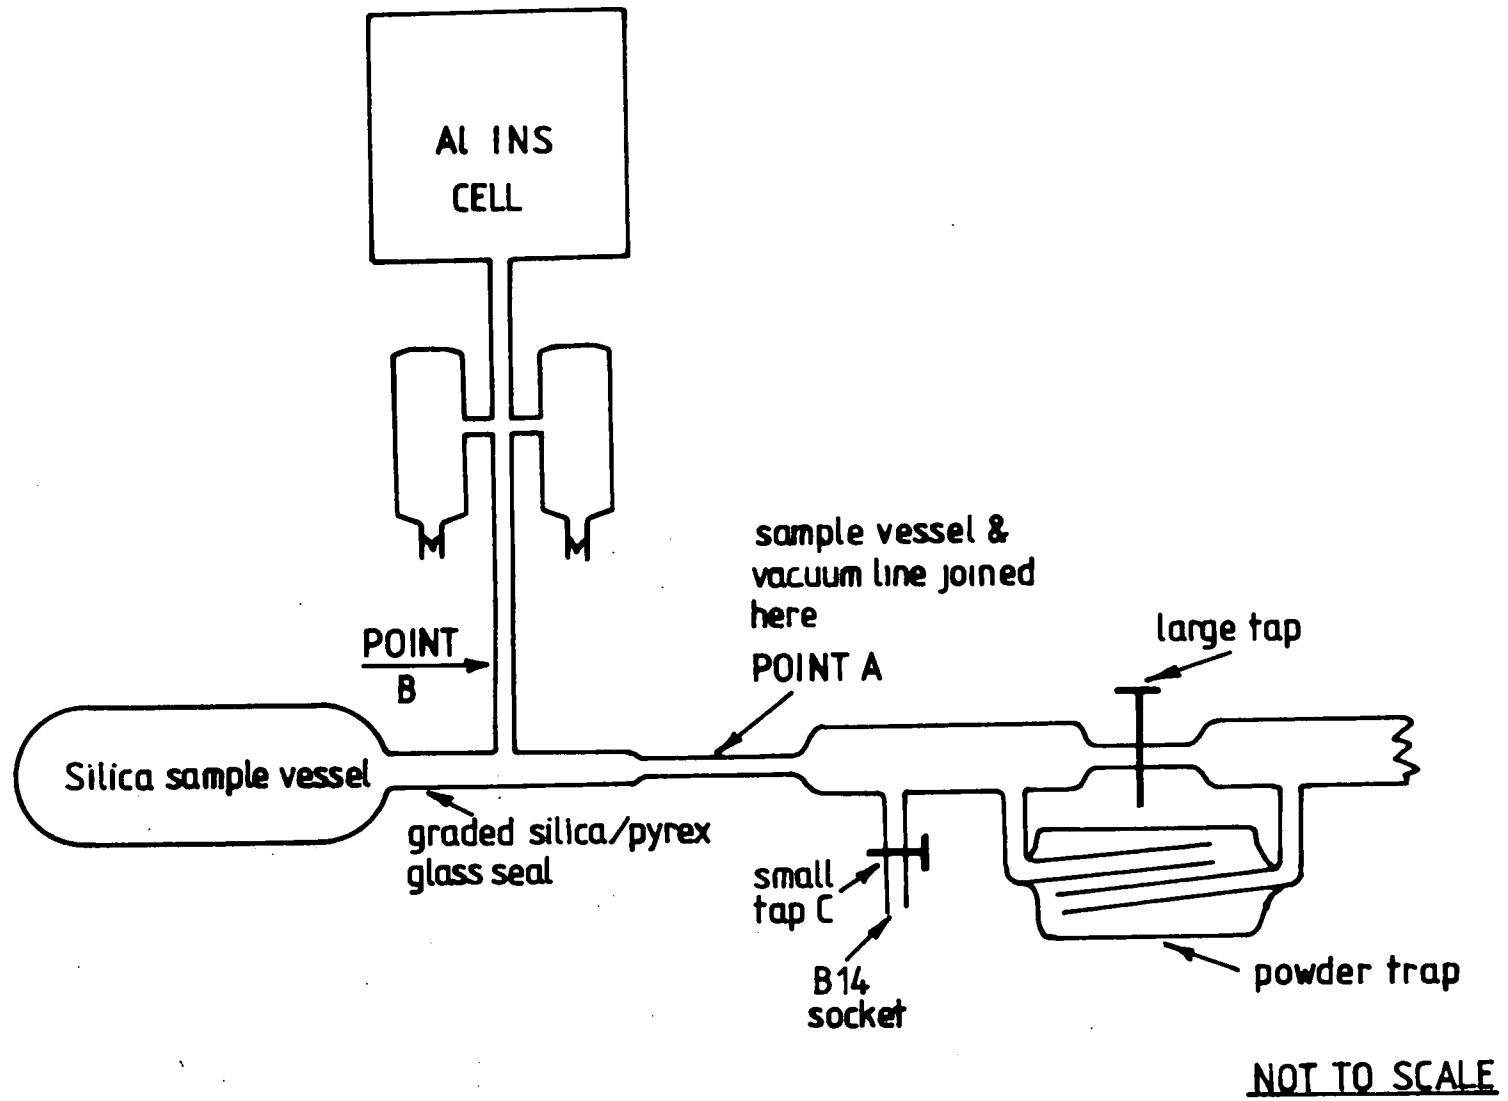 Al INS
CELL
sample vessel &
vacuum line joined
here
POINT A
large tap
POINT
B
Silica sample vessel
graded silica/pyrex
glass seal
small
tap C
B14
socket
powder trap
NOT TO SCALE